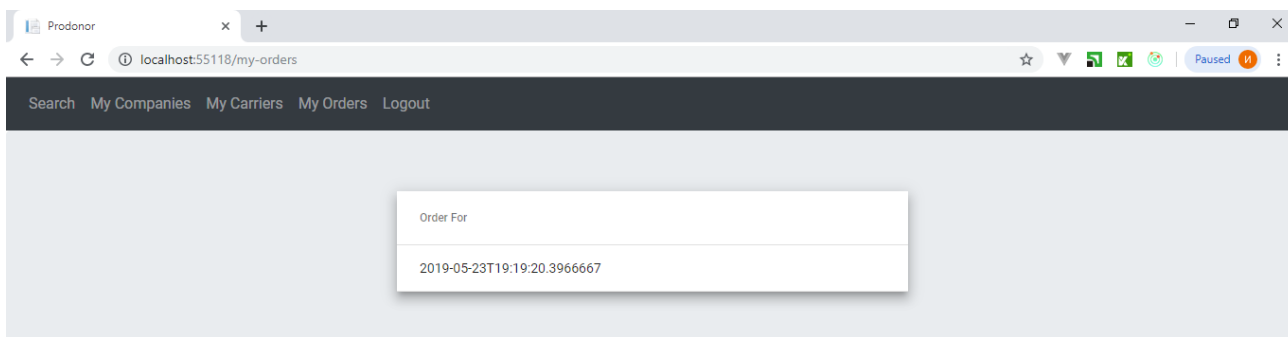 Prodonor
localhost:55118/my-orders
Paused И
Search My Companies My Carriers My Orders Logout
Order For
2019-05-23T19:19:20.3966667